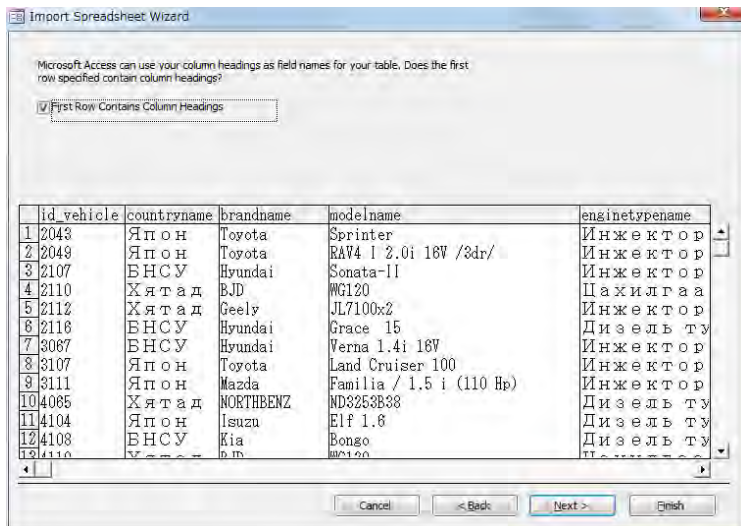 Import Spreadsheet Wizard
Microsoft Access can use your column headings as field names for your table. Does the first
row specified contain column headings?
First Row Contains Column Headings
id_vehicle countryname brandname modelname enginetypename
1 2043 Япон Toyota Sprinter Инжектор
2 2049 Япон Toyota RAV4 I 2.0i 16V /3dr/ Инжектор
3 2107 БНСУ Hyundai Sonata-II Инжектор
4 2110 Хятад BJD WG120 Цахилгаа
5 2112 Хятад Geely JL7100x2 Инжектор
6 2116 БНСУ Hyundai Grace 15 Дизель ту
7 3067 БНСУ Hyundai Verna 1.4i 16V Инжектор
8 3107 Япон Toyota Land Cruiser 100 Инжектор
9 3111 Япон Mazda Familia / 1.5 i (110 Hp) Инжектор
10 4065 Хятад NORTHBENZ ND3253B38 Дизель ту
11 4104 Япон Isuzu Elf 1.6 Дизель ту
12 4108 БНСУ Kia Bongo Дизель ту
Cancel < Back Next > Finish